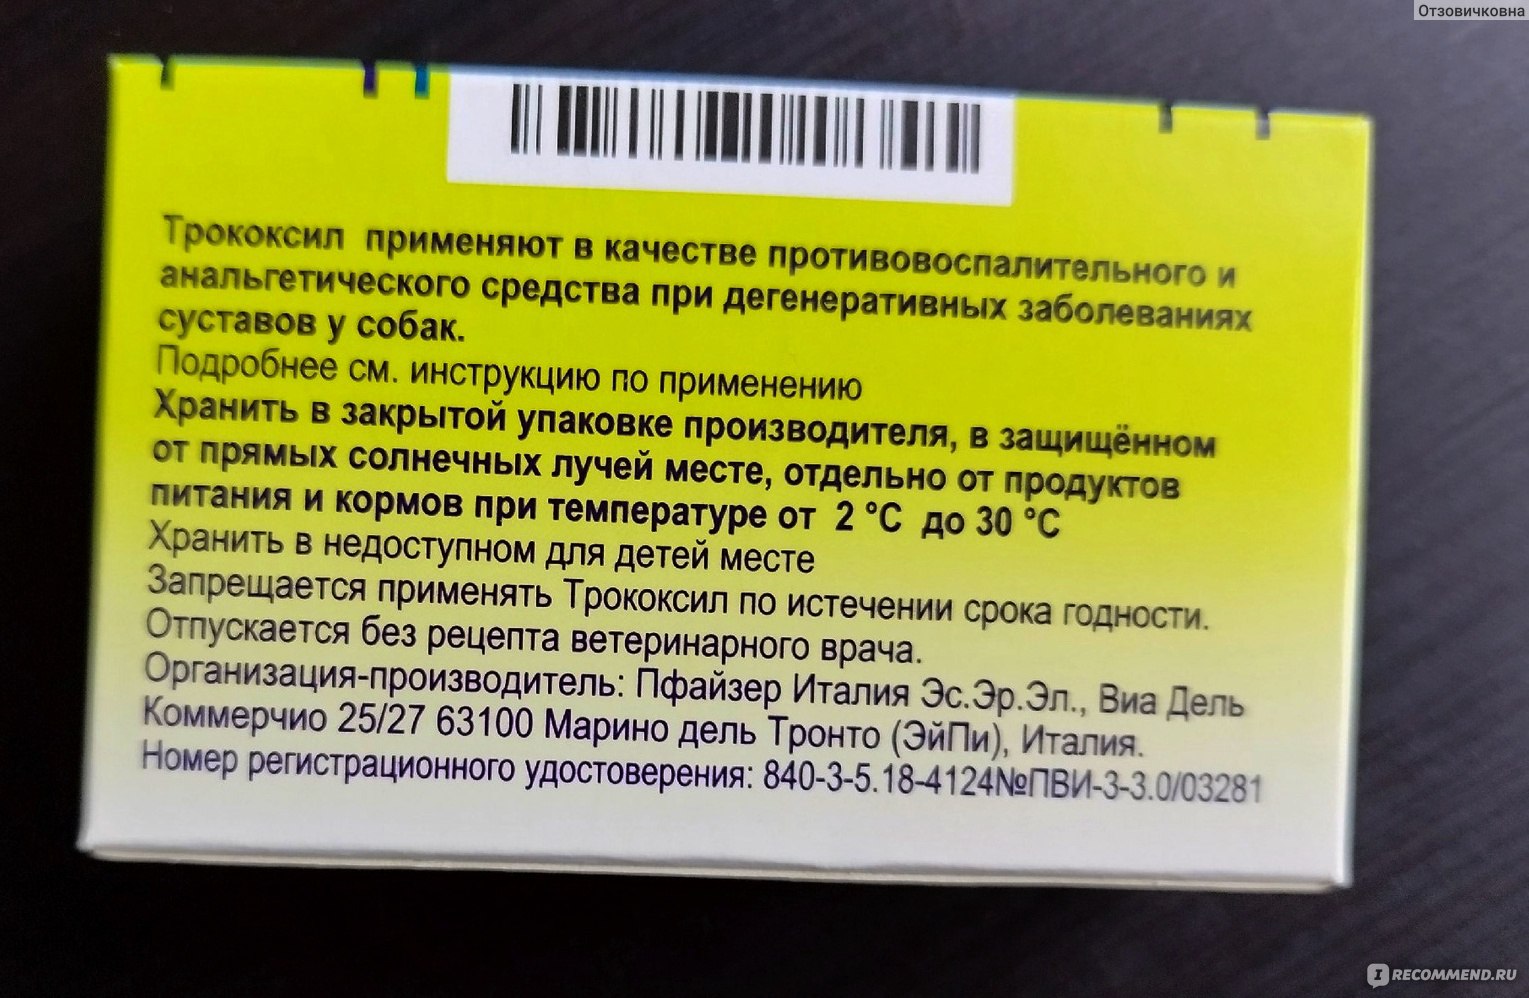 Отзовичковна
Трококсил применяют в качестве противовоспалительного и
анальгетического средства при дегенеративных заболеваниях
суставов у собак.
Подробнее см. инструкцию по применению
Хранить в закрытой упаковке производителя, в защищённом
от прямых солнечных лучей месте, отдельно от продуктов
питания и кормов при температуре от 2 °C до 30 °C
Хранить в недоступном для детей месте
Запрещается применять Трококсил по истечении срока годности.
Отпускается без рецепта ветеринарного врача.
Организация-производитель: Пфайзер Италия Эс.Эр.Эл., Виа Дель
Коммерчио 25/27 63100 Марино дель Тронто (ЭйПи), Италия.
Номер регистрационного удостоверения: 840-3-5.18-4124№ПВИ-3-3.0/03281
IRECOMMEND.RU